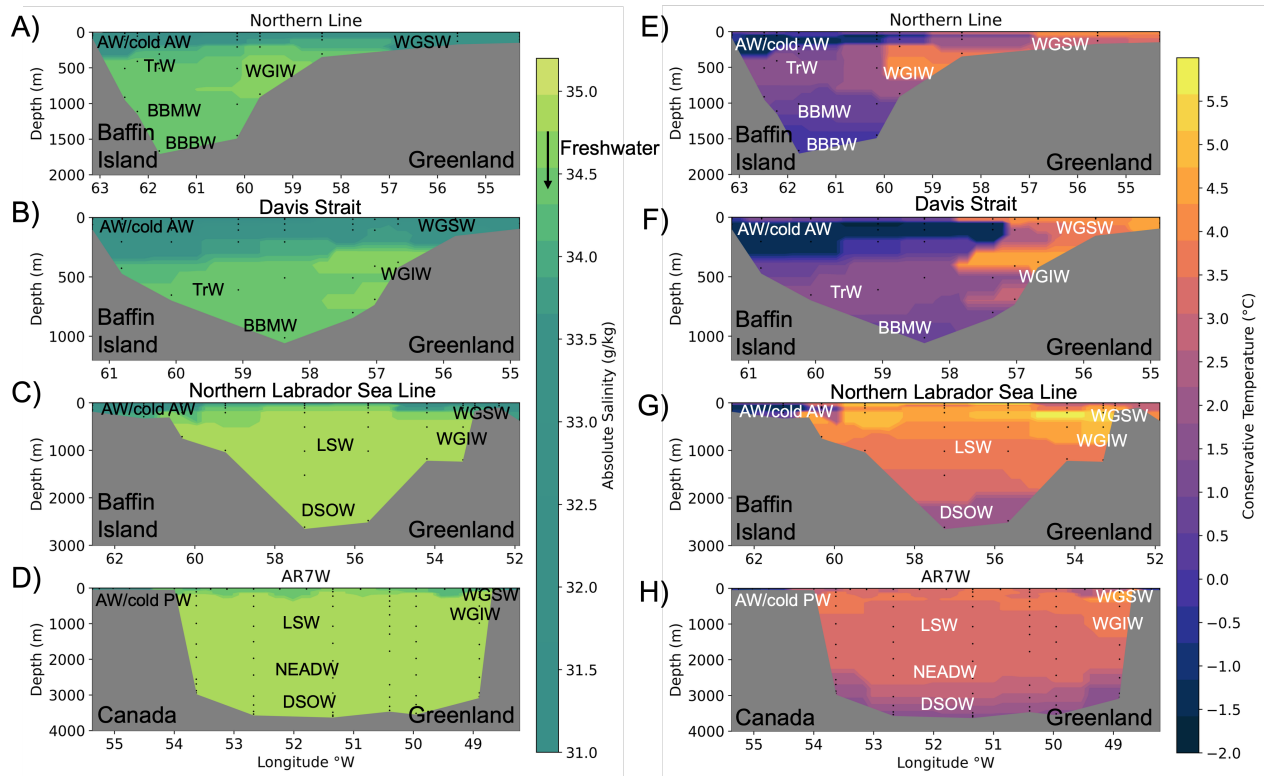 A)
Northern Line
0
500
1000
1500
2000
Depth (m)
AW/cold AW
WGSW
TrW
WGIW
BBMW
BBBW
Baffin
Island
Greenland
63
62
61
60
59
58
57
56
55
B)
Davis Strait
0
500
1000
Depth (m)
AW/cold AW
WGSW
WGIW
TrW
BBMW
Baffin
Island
Greenland
61
60
59
58
57
56
55
C)
Northern Labrador Sea Line
0
1000
2000
3000
Depth (m)
AW/cold AW
WGSW
WGIW
LSW
DSOW
Baffin
Island
Greenland
62
60
58
56
54
52
D)
AR7W
0
1000
2000
3000
4000
Depth (m)
AW/cold PW
WGSW
WGIW
LSW
NEADW
DSOW
Canada
Greenland
55
54
53
52
51
50
49
Longitude °W
35.0
34.5
34.0
33.5
33.0
32.5
32.0
31.5
31.0
Freshwater
Absolute Salinity (g/kg)
E)
Northern Line
0
500
1000
1500
2000
Depth (m)
AW/cold AW
WGSW
TrW
WGIW
BBMW
BBBW
Baffin
Island
Greenland
63
62
61
60
59
58
57
56
55
F)
Davis Strait
0
500
1000
Depth (m)
AW/cold AW
WGSW
WGIW
TrW
BBMW
Baffin
Island
Greenland
61
60
59
58
57
56
55
G)
Northern Labrador Sea Line
0
1000
2000
3000
Depth (m)
AW/cold AW
WGSW
WGIW
LSW
DSOW
Baffin
Island
Greenland
62
60
58
56
54
52
H)
AR7W
0
1000
2000
3000
4000
Depth (m)
AW/cold PW
WGSW
WGIW
LSW
NEADW
DSOW
Canada
Greenland
55
54
53
52
51
50
49
Longitude °W
5.5
5.0
4.5
4.0
3.5
3.0
2.5
2.0
1.5
1.0
0.5
0.0
−0.5
−1.0
−1.5
−2.0
Conservative Temperature (°C)